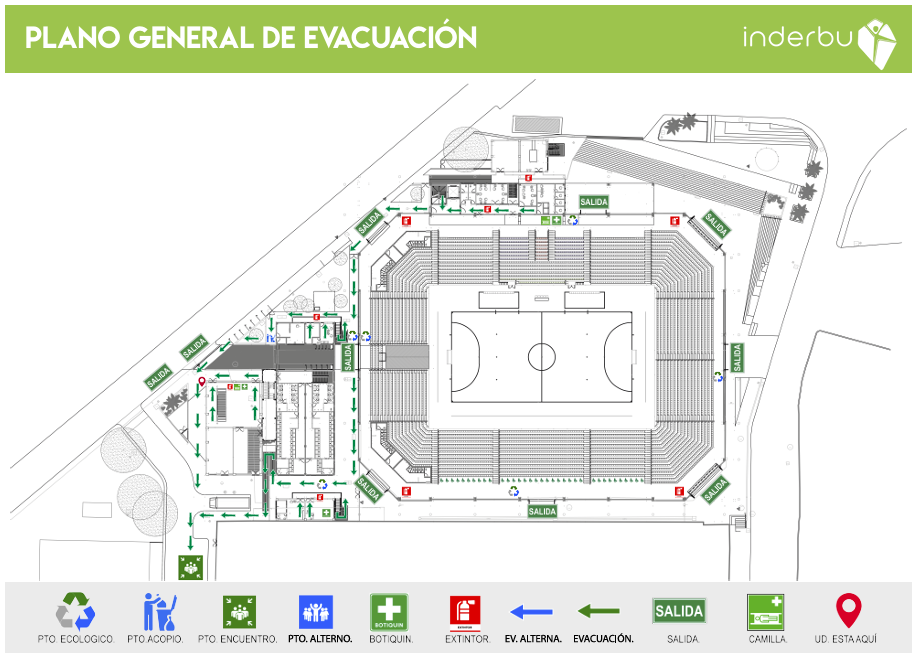 PLANO GENERAL DE EVACUACIÓN
inderbu
SALIDA
SALIDA
SALIDA
SALIDA
SALIDA
SALIDA
SALIDA
SALIDA
SALIDA
SALIDA
BOTIQUIN
SALIDA
PTO. ECOLOGICO.
PTO ACOPIO.
PTO. ENCUENTRO.
PTO. ALTERNO.
BOTIQUIN.
EXTINTOR.
EV. ALTERNA.
EVACUACIÓN.
SALIDA.
CAMILLA.
UD. ESTA AQUÍ